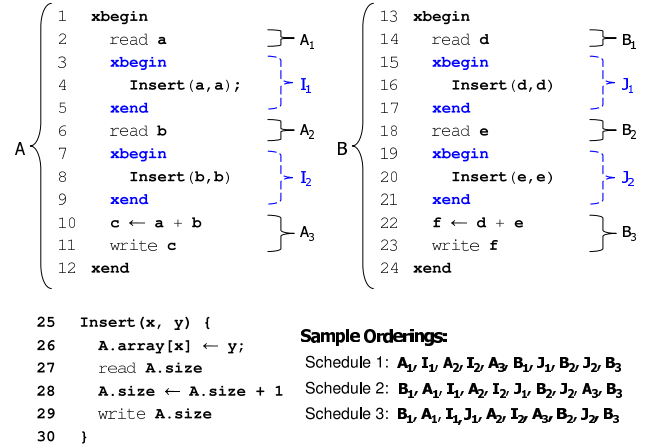 1 xbegin
2 read a
3 xbegin
4 Insert(a,a);
5 xend
6 read b
7 xbegin
8 Insert(b,b)
9 xend
10 c ← a + b
11 write c
12 xend
A
A1
I1
A2
I2
A3
13 xbegin
14 read d
15 xbegin
16 Insert(d,d)
17 xend
18 read e
19 xbegin
20 Insert(e,e)
21 xend
22 f ← d + e
23 write f
24 xend
B
B1
J1
B2
J2
B3
25 Insert(x, y) {
26 A.array[x] ← y;
27 read A.size
28 A.size ← A.size + 1
29 write A.size
30 }
Sample Orderings:
Schedule 1: A1, I1, A2, I2, A3, B1, J1, B2, J2, B3
Schedule 2: B1, A1, I1, A2, I2, J1, B2, J2, A3, B3
Schedule 3: B1, A1, I1, J1, A2, I2, A3, B2, J2, B3